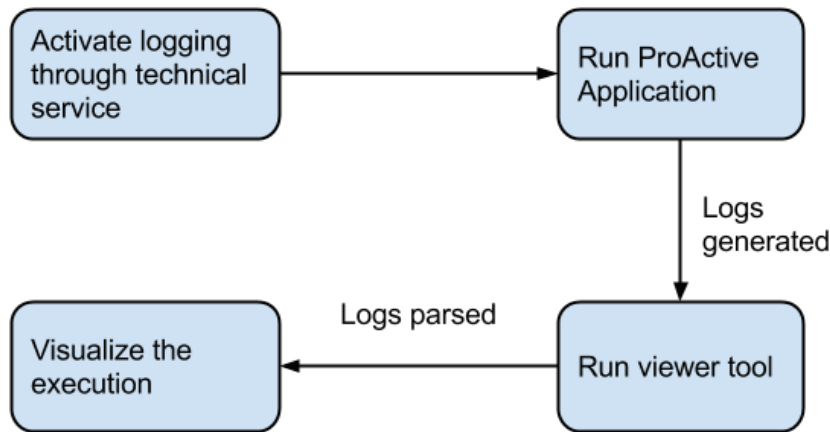 Activate logging
through technical
service
Run ProActive
Application
Logs
generated
Logs parsed
Visualize the
execution
Run viewer tool